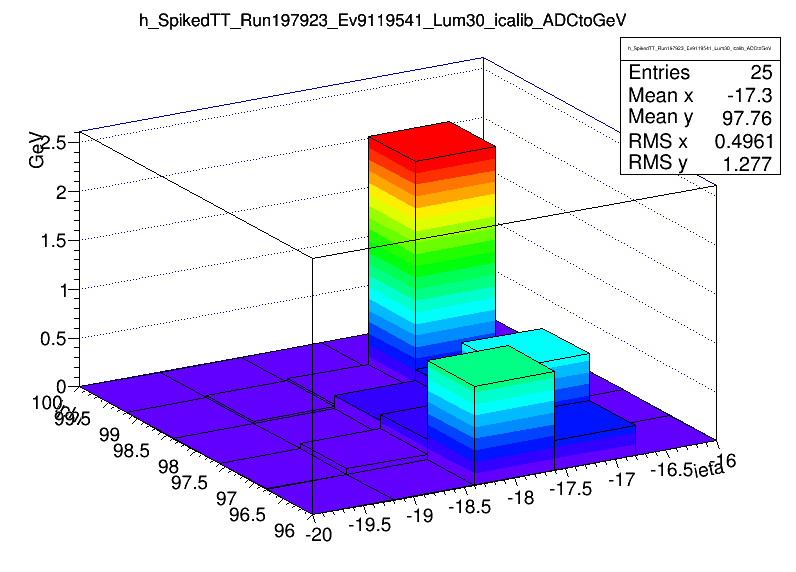 h_SpikedTT_Run197923_Ev9119541_Lum30_icalib_ADCtoGeV
h_SpikedTT_Run197923_Ev9119541_Lum30_icalib_ADCtoGeV
Entries 25
Mean x -17.3
Mean y 97.76
RMS x 0.4961
RMS y 1.277
GeV
2.5
2
1.5
1
0.5
0
100
99.5
99
98.5
98
97.5
97
96.5
96
-20
-19.5
-19
-18.5
-18
-17.5
-17
-16.5
-16
ieta